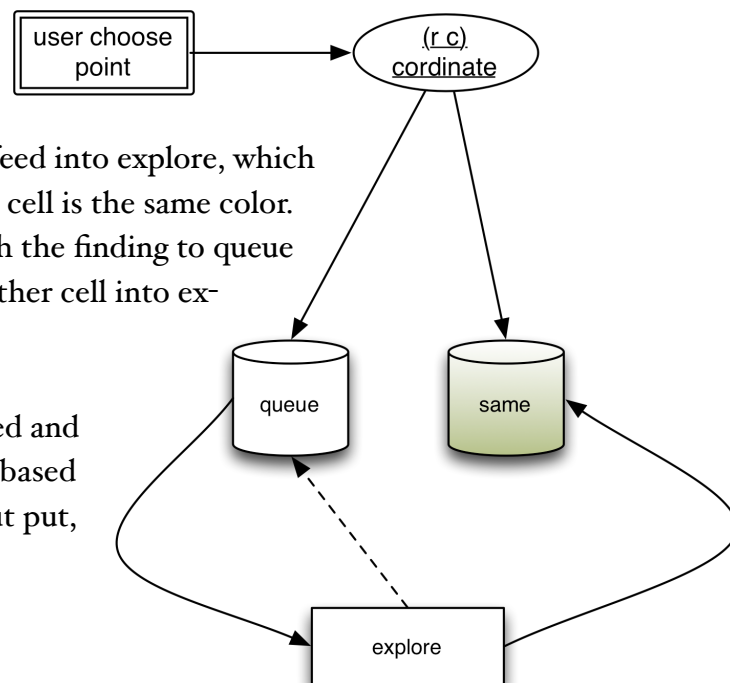 user choose
point
(r c)
cordinate
feed into explore, which
cell is the same color.
the finding to queue
ther cell into ex-
queue
same
ed and
based
put,
explore